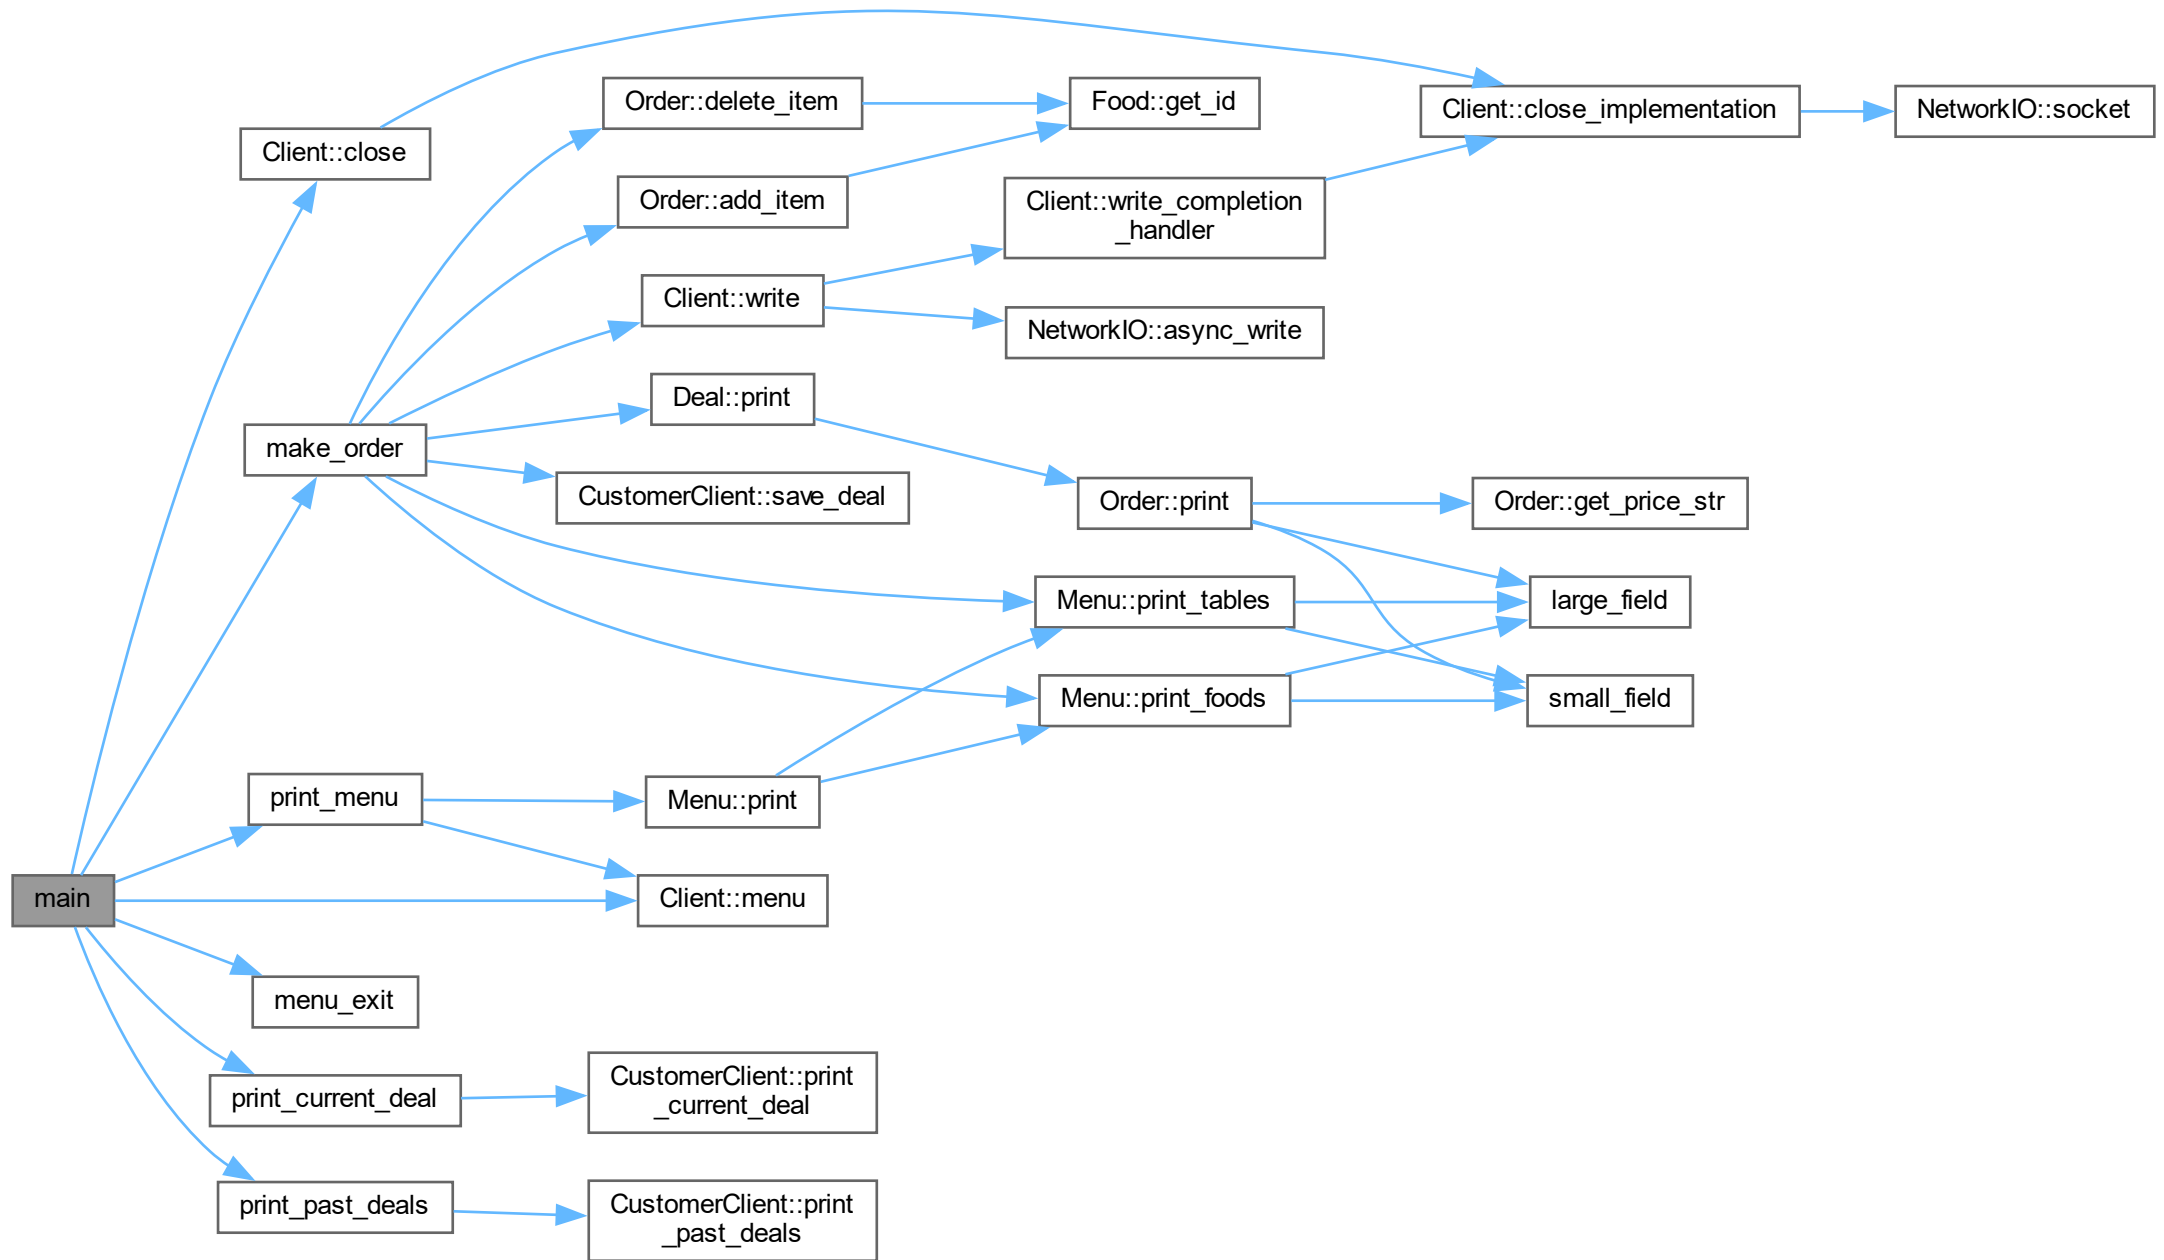 main
Client::close
make_order
print_menu
menu_exit
print_current_deal
print_past_deals
Order::delete_item
Order::add_item
Client::write
Deal::print
CustomerClient::save_deal
Menu::print
Client::menu
CustomerClient::print
_current_deal
CustomerClient::print
_past_deals
Food::get_id
Client::write_completion
_handler
NetworkIO::async_write
Order::print
Menu::print_tables
Menu::print_foods
Client::close_implementation
Order::get_price_str
large_field
small_field
NetworkIO::socket